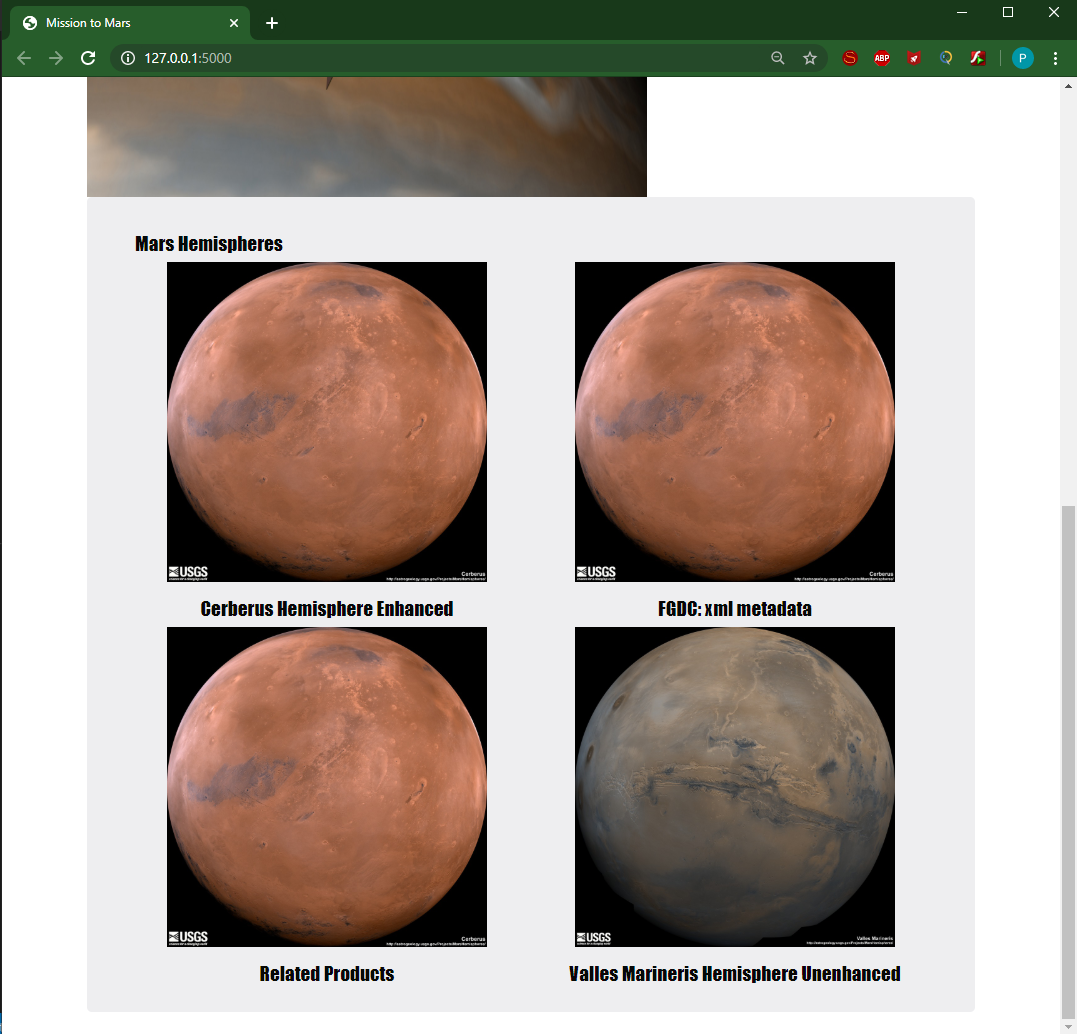 Mission to Mars
127.0.0.1:5000
ABP
P
Mars Hemispheres
USGS
Cerberus
USGS
Cerberus
Cerberus Hemisphere Enhanced
FGDC: xml metadata
USGS
Cerberus
USGS
Valles Marineris
Related Products
Valles Marineris Hemisphere Unenhanced